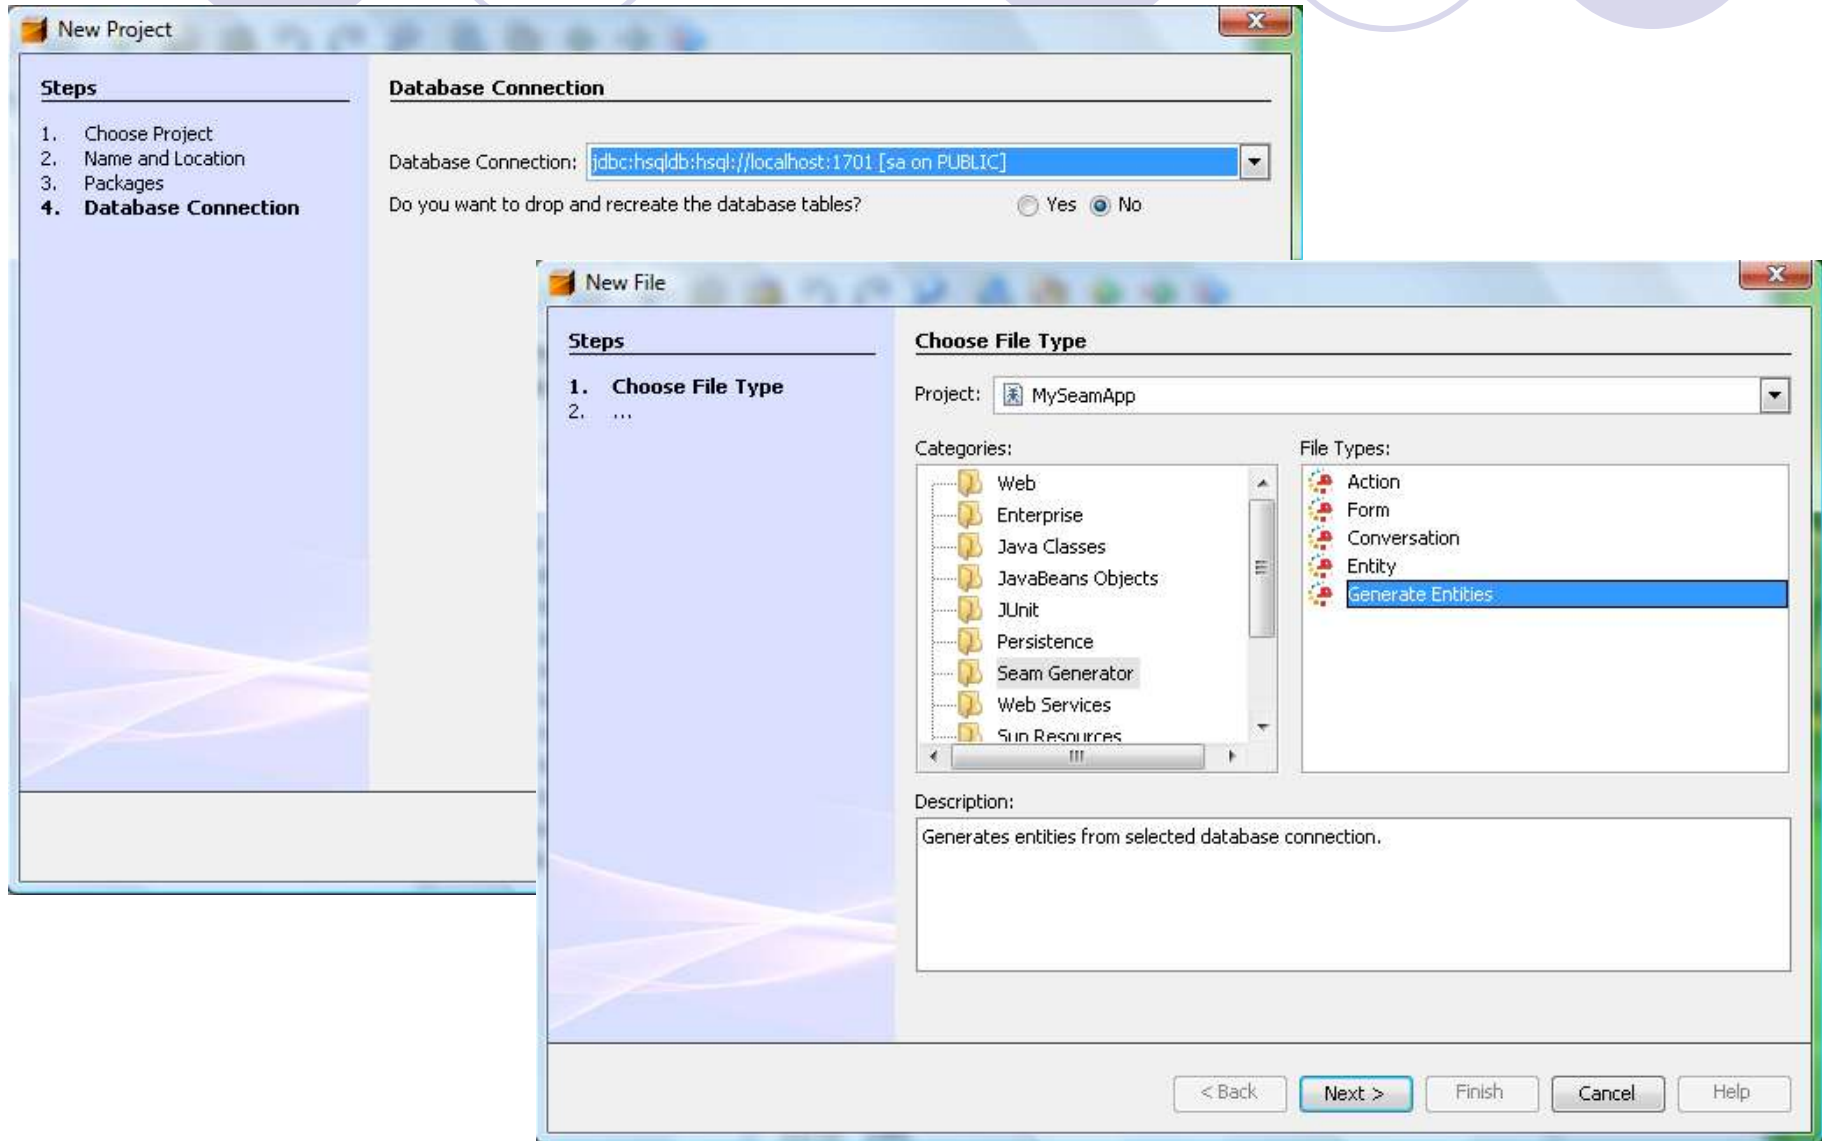 New Project
Steps
1. Choose Project
2. Name and Location
3. Packages
4. Database Connection
Database Connection
Database Connection: jdbc:hsqldb:hsql://localhost:1701 [sa on PUBLIC]
Do you want to drop and recreate the database tables? Yes No
New File
Steps
1. Choose File Type
2. ...
Choose File Type
Project: MySeamApp
Categories:
Web
Enterprise
Java Classes
JavaBeans Objects
JUnit
Persistence
Seam Generator
Web Services
Sun Resources
File Types:
Action
Form
Conversation
Entity
Generate Entities
Description:
Generates entities from selected database connection.
< Back Next > Finish Cancel Help